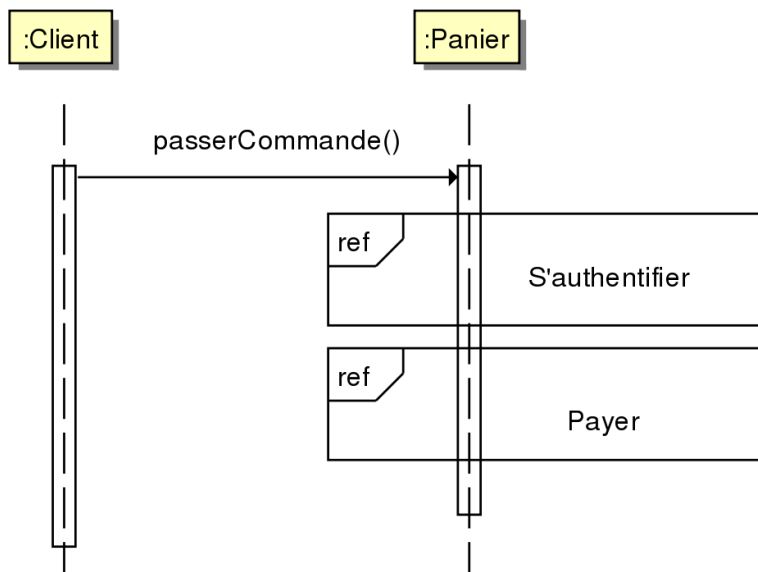 :Client
:Panier
passerCommande()
ref
S'authentifier
ref
Payer